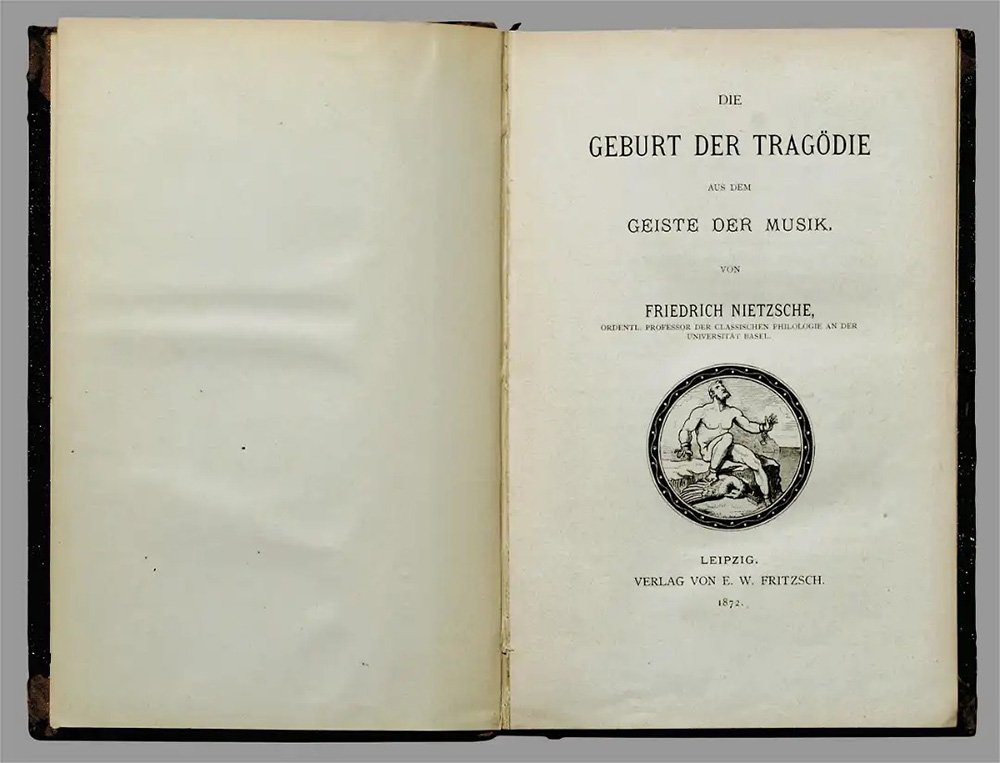 DIE
GEBURT DER TRAGÖDIE
AUS DEM
GEISTE DER MUSIK.
VON
FRIEDRICH NIETZSCHE,
ORDENTL. PROFESSOR DER CLASSISCHEN PHILOLOGIE AN DER
UNIVERSITÄT BASEL.
LEIPZIG.
VERLAG VON E. W. FRITZSCH.
1872.